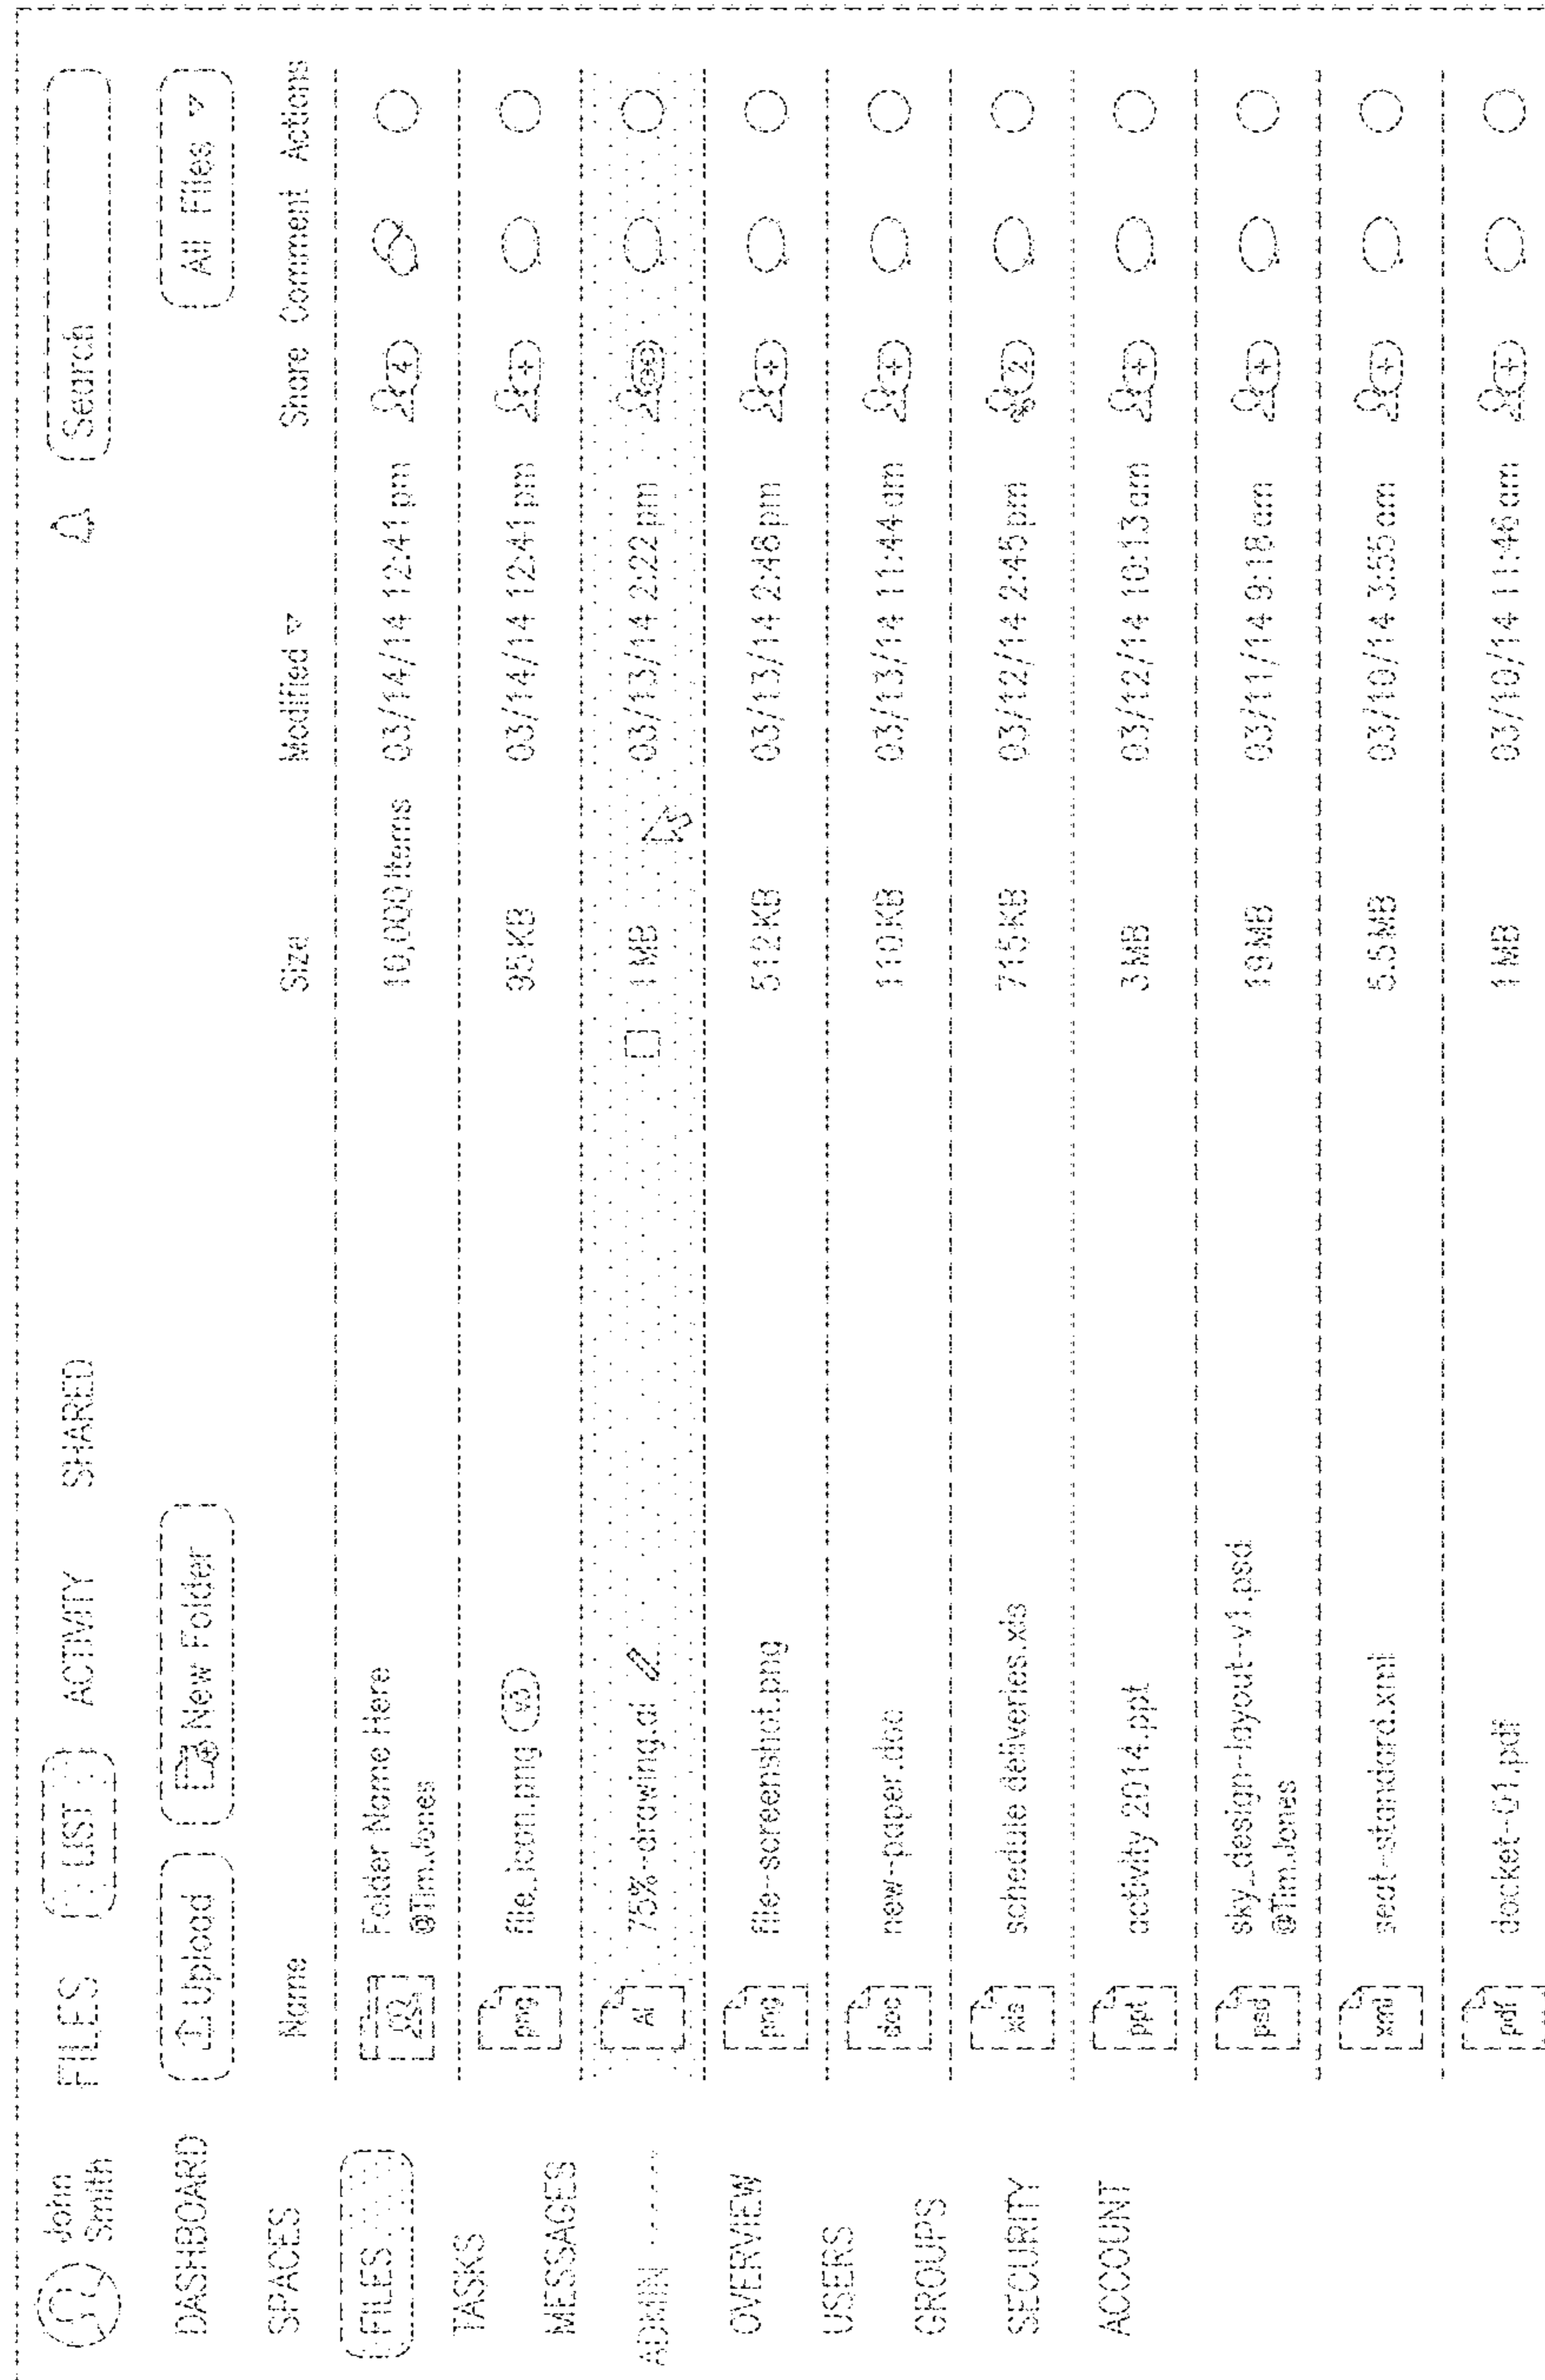 John Smith
FILES LIST ACTIVITY SHARED Search
DASHBOARD
SPACES
FILES
TASKS
MESSAGES
ADMIN
OVERVIEW
USERS
GROUPS
SECURITY
ACCOUNT
Upload New Folder All Files
Name Size Modified Share Comment Actions
Folder Name Here 10,000 items 03/14/14 12:41 pm 4
@TimJones
png file_icon.png v3 95 KB 03/14/14 12:41 pm +
AI 75%-drawing.ai 1 MB 03/13/14 2:22 pm
png file-screenshot.png 512 KB 03/13/14 2:48 pm +
doc new-paper.doc 110 KB 03/13/14 11:44 am +
xls schedule deliveries.xls 715 KB 03/12/14 2:45 pm 2
ppt activity 2014.ppt 3 MB 03/12/14 10:13 am +
psd sky_design-layout-v1.psd 19 MB 03/11/14 9:18 am +
@TimJones
xml seat-standard.xml 5.5 MB 03/10/14 3:55 am +
pdf docket-01.pdf 1 MB 03/10/14 11:46 am +